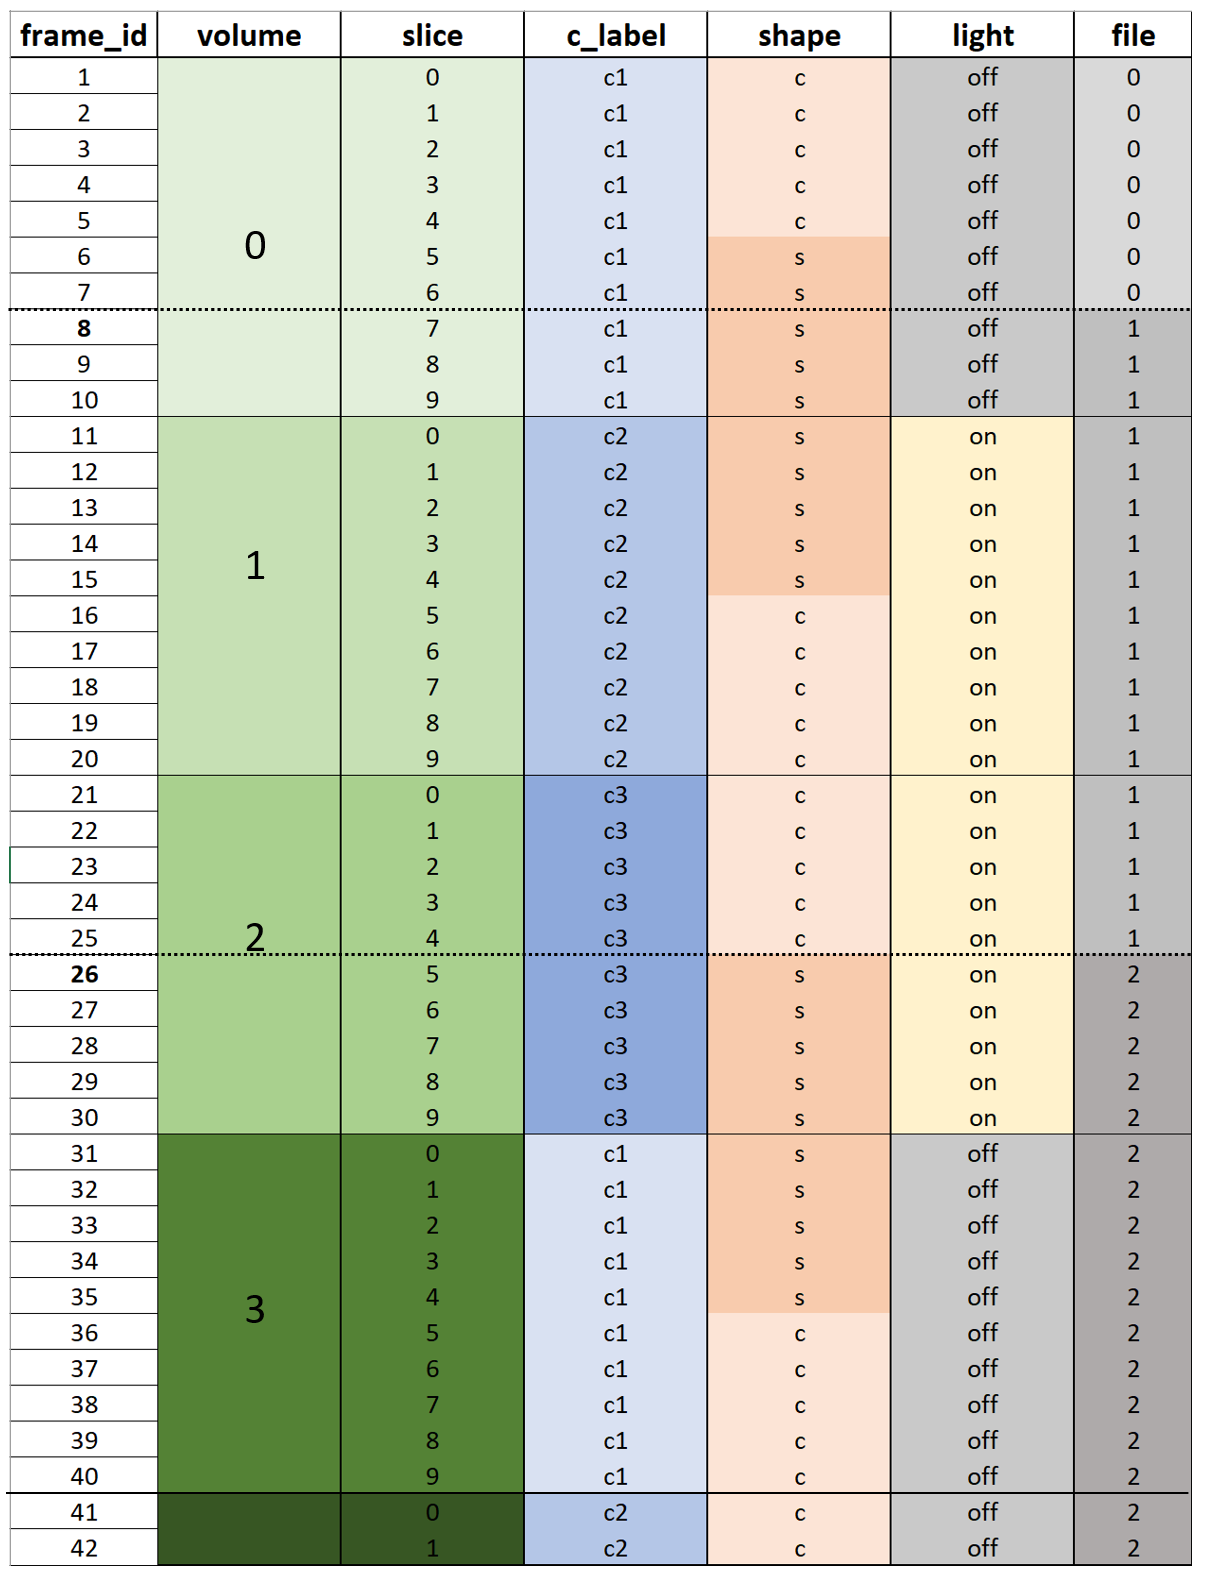 frame_id volume slice c_label shape light file
1 0 c1 c off 0
2 1 c1 c off 0
3 2 c1 c off 0
4 3 c1 c off 0
5 4 c1 c off 0
0
6 5 c1 s off 0
7 6 c1 s off 0
8 7 c1 s off 1
9 8 c1 s off 1
10 9 c1 s off 1
11 0 c2 s on 1
12 1 c2 s on 1
13 2 c2 s on 1
14 3 c2 s on 1
1
15 4 c2 s on 1
16 5 c2 c on 1
17 6 c2 c on 1
18 7 c2 c on 1
19 8 c2 c on 1
20 9 c2 c on 1
21 0 c3 c on 1
22 1 c3 c on 1
23 2 c3 c on 1
24 3 c3 c on 1
25 2 4 c3 c on 1
26 5 c3 s on 2
27 6 c3 s on 2
28 7 c3 s on 2
29 8 c3 s on 2
30 9 c3 s on 2
31 0 c1 s off 2
32 1 c1 s off 2
33 2 c1 s off 2
34 3 c1 s off 2
35 3 4 c1 s off 2
36 5 c1 c off 2
37 6 c1 c off 2
38 7 c1 c off 2
39 8 c1 c off 2
40 9 c1 c off 2
41 0 c2 c off 2
42 1 c2 c off 2